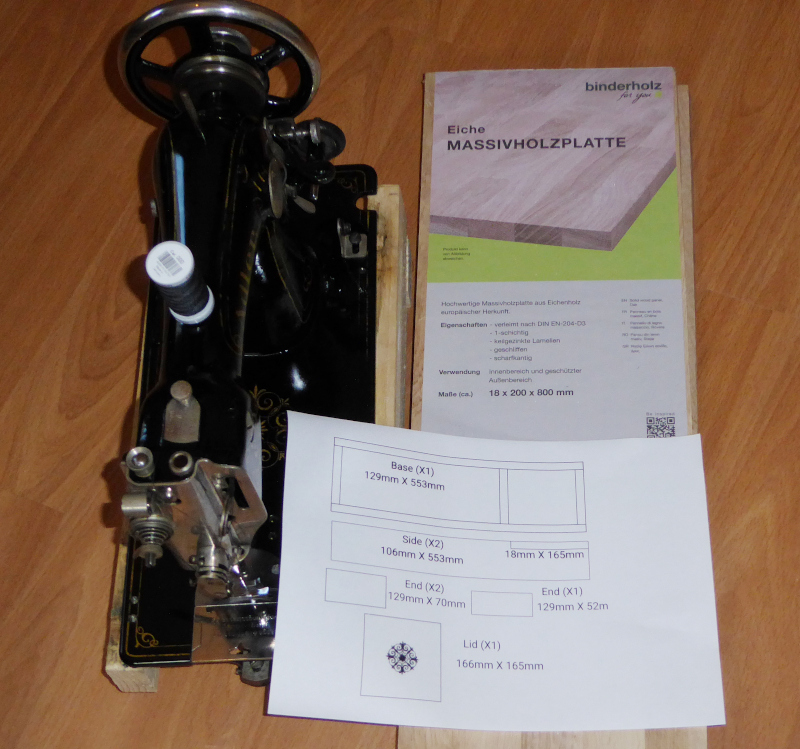 binderholz
for you
Eiche
MASSIVHOLZPLATTE
Hochwertige Massivholzplatte aus Eichenholz
europäischer Herkunft.
Eigenschaften - verleimt nach DIN EN-204-D3
- 1-schichtig
- keilgezinkte Lamellen
- geschliffen
- scharfkantig
Verwendung Innenbereich und geschützter
Außenbereich
Maße (ca.) 18 x 200 x 800 mm
Base (X1)
129mm X 553mm
Side (X2)
106mm X 553mm
18mm X 165mm
End (X2)
129mm X 70mm
End (X1)
129mm X 52m
Lid (X1)
166mm X 165mm